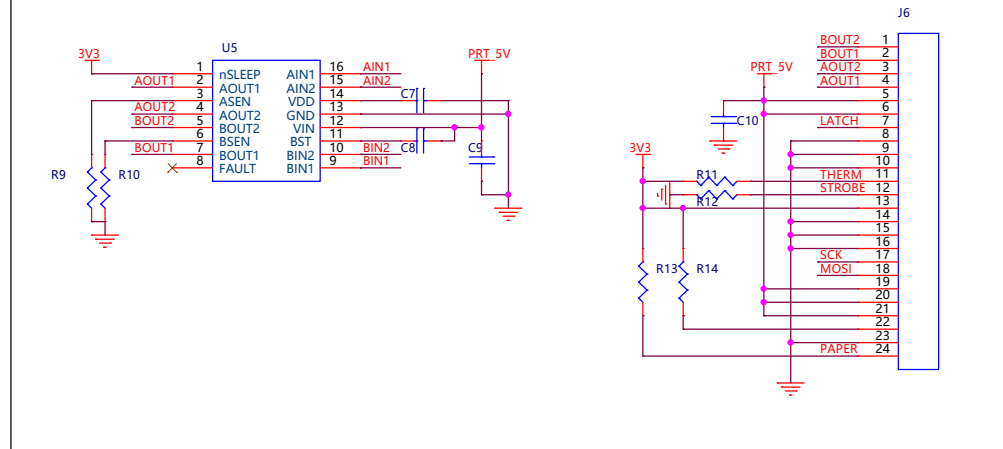 U5
3V3
1 nSLEEP AIN1 16 AIN1
AOUT1 2 AOUT1 AIN2 15 AIN2
3 ASEN VDD 14 C7
AOUT2 4 AOUT2 GND 13
BOUT2 5 BOUT2 VIN 12
6 BSEN BST 11 C8
BOUT1 7 BOUT1 BIN2 10 BIN2
8 FAULT BIN1 9 BIN1
PRT_5V
C9
R9 R10
J6
BOUT2 1
BOUT1 2
AOUT2 3
AOUT1 4
PRT_5V
5
6
C10
LATCH 7
8
9
3V3
10
R11 THERM 11
R12 STROBE 12
13
14
15
16
SCK 17
R13 R14
MOSI 18
19
20
21
22
23
PAPER 24